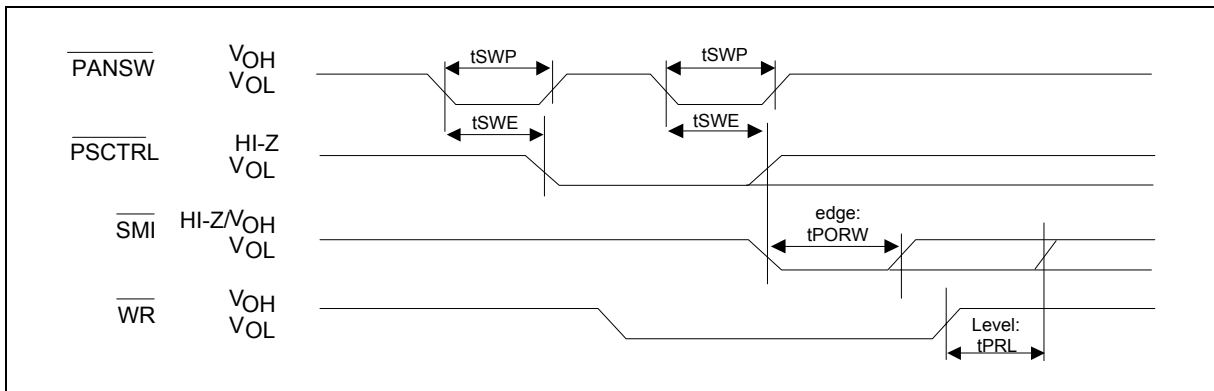 PANSW VOH
VOL
tSWP tSWP
tSWE tSWE
PSCTRL HI-Z
VOL
SMI HI-Z/VOH
VOL
edge:
tPORW
WR VOH
VOL
Level:
tPRL